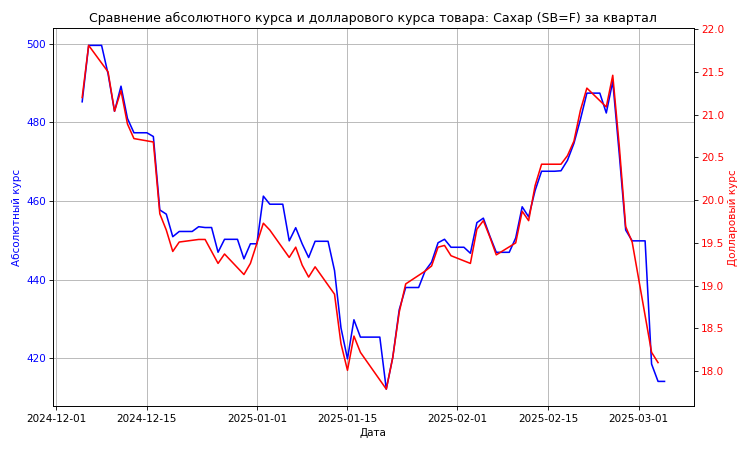 Сравнение абсолютного курса и долларового курса товара: Сахар (SB=F) за квартал
Абсолютный курс
500
480
460
440
420
22.0
21.5
21.0
20.5
20.0
19.5
19.0
18.5
18.0
Долларовый курс
2024-12-01 2024-12-15 2025-01-01 2025-01-15 2025-02-01 2025-02-15 2025-03-01
Дата